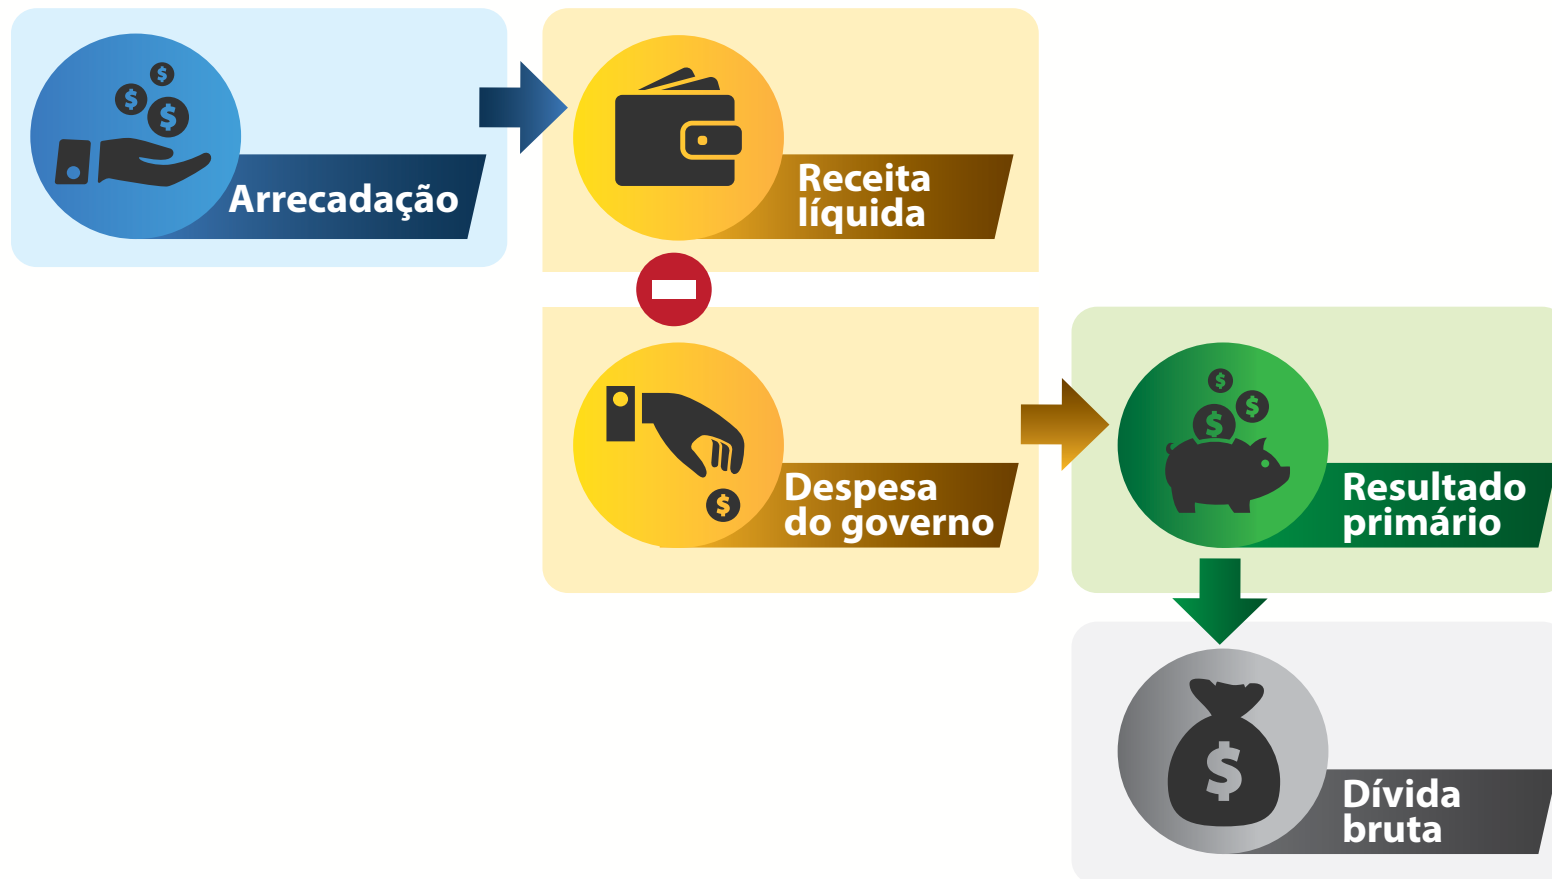 Arrecadação
Receita
líquida
Despesa
do governo
Resultado
primário
Dívida
bruta